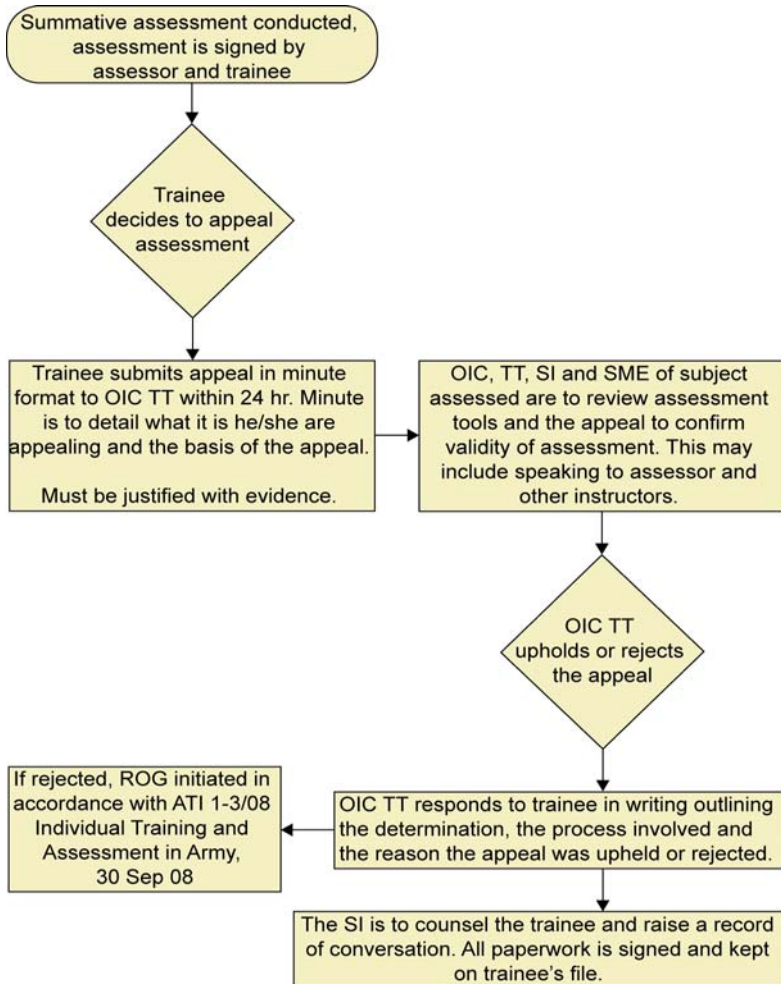 Summative assessment conducted,
assessment is signed by
assessor and trainee
Trainee
decides to appeal
assessment
Trainee submits appeal in minute
format to OIC TT within 24 hr. Minute
is to detail what it is he/she are
appealing and the basis of the appeal.
Must be justified with evidence.
OIC, TT, SI and SME of subject
assessed are to review assessment
tools and the appeal to confirm
validity of assessment. This may
include speaking to assessor and
other instructors.
OIC TT
upholds or rejects
the appeal
If rejected, ROG initiated in
accordance with ATI 1-3/08
Individual Training and
Assessment in Army,
30 Sep 08
OIC TT responds to trainee in writing outlining
the determination, the process involved and
the reason the appeal was upheld or rejected.
The SI is to counsel the trainee and raise a record
of conversation. All paperwork is signed and kept
on trainee's file.